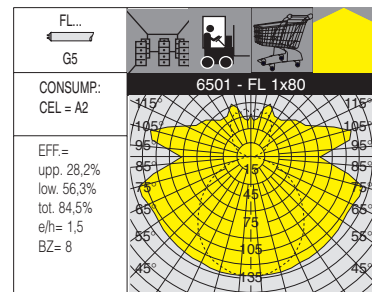 FL...
G5
CONSUMP.:
CEL = A2
EFF.=
upp. 28,2%
low. 56,3%
tot. 84,5%
e/h= 1,5
BZ= 8
6501 - FL 1x80
115° 115°
105° 105°
95° 95°
85° 85°
75° 75°
65° 65°
55° 55°
45° 45°
15
45
75
105
135